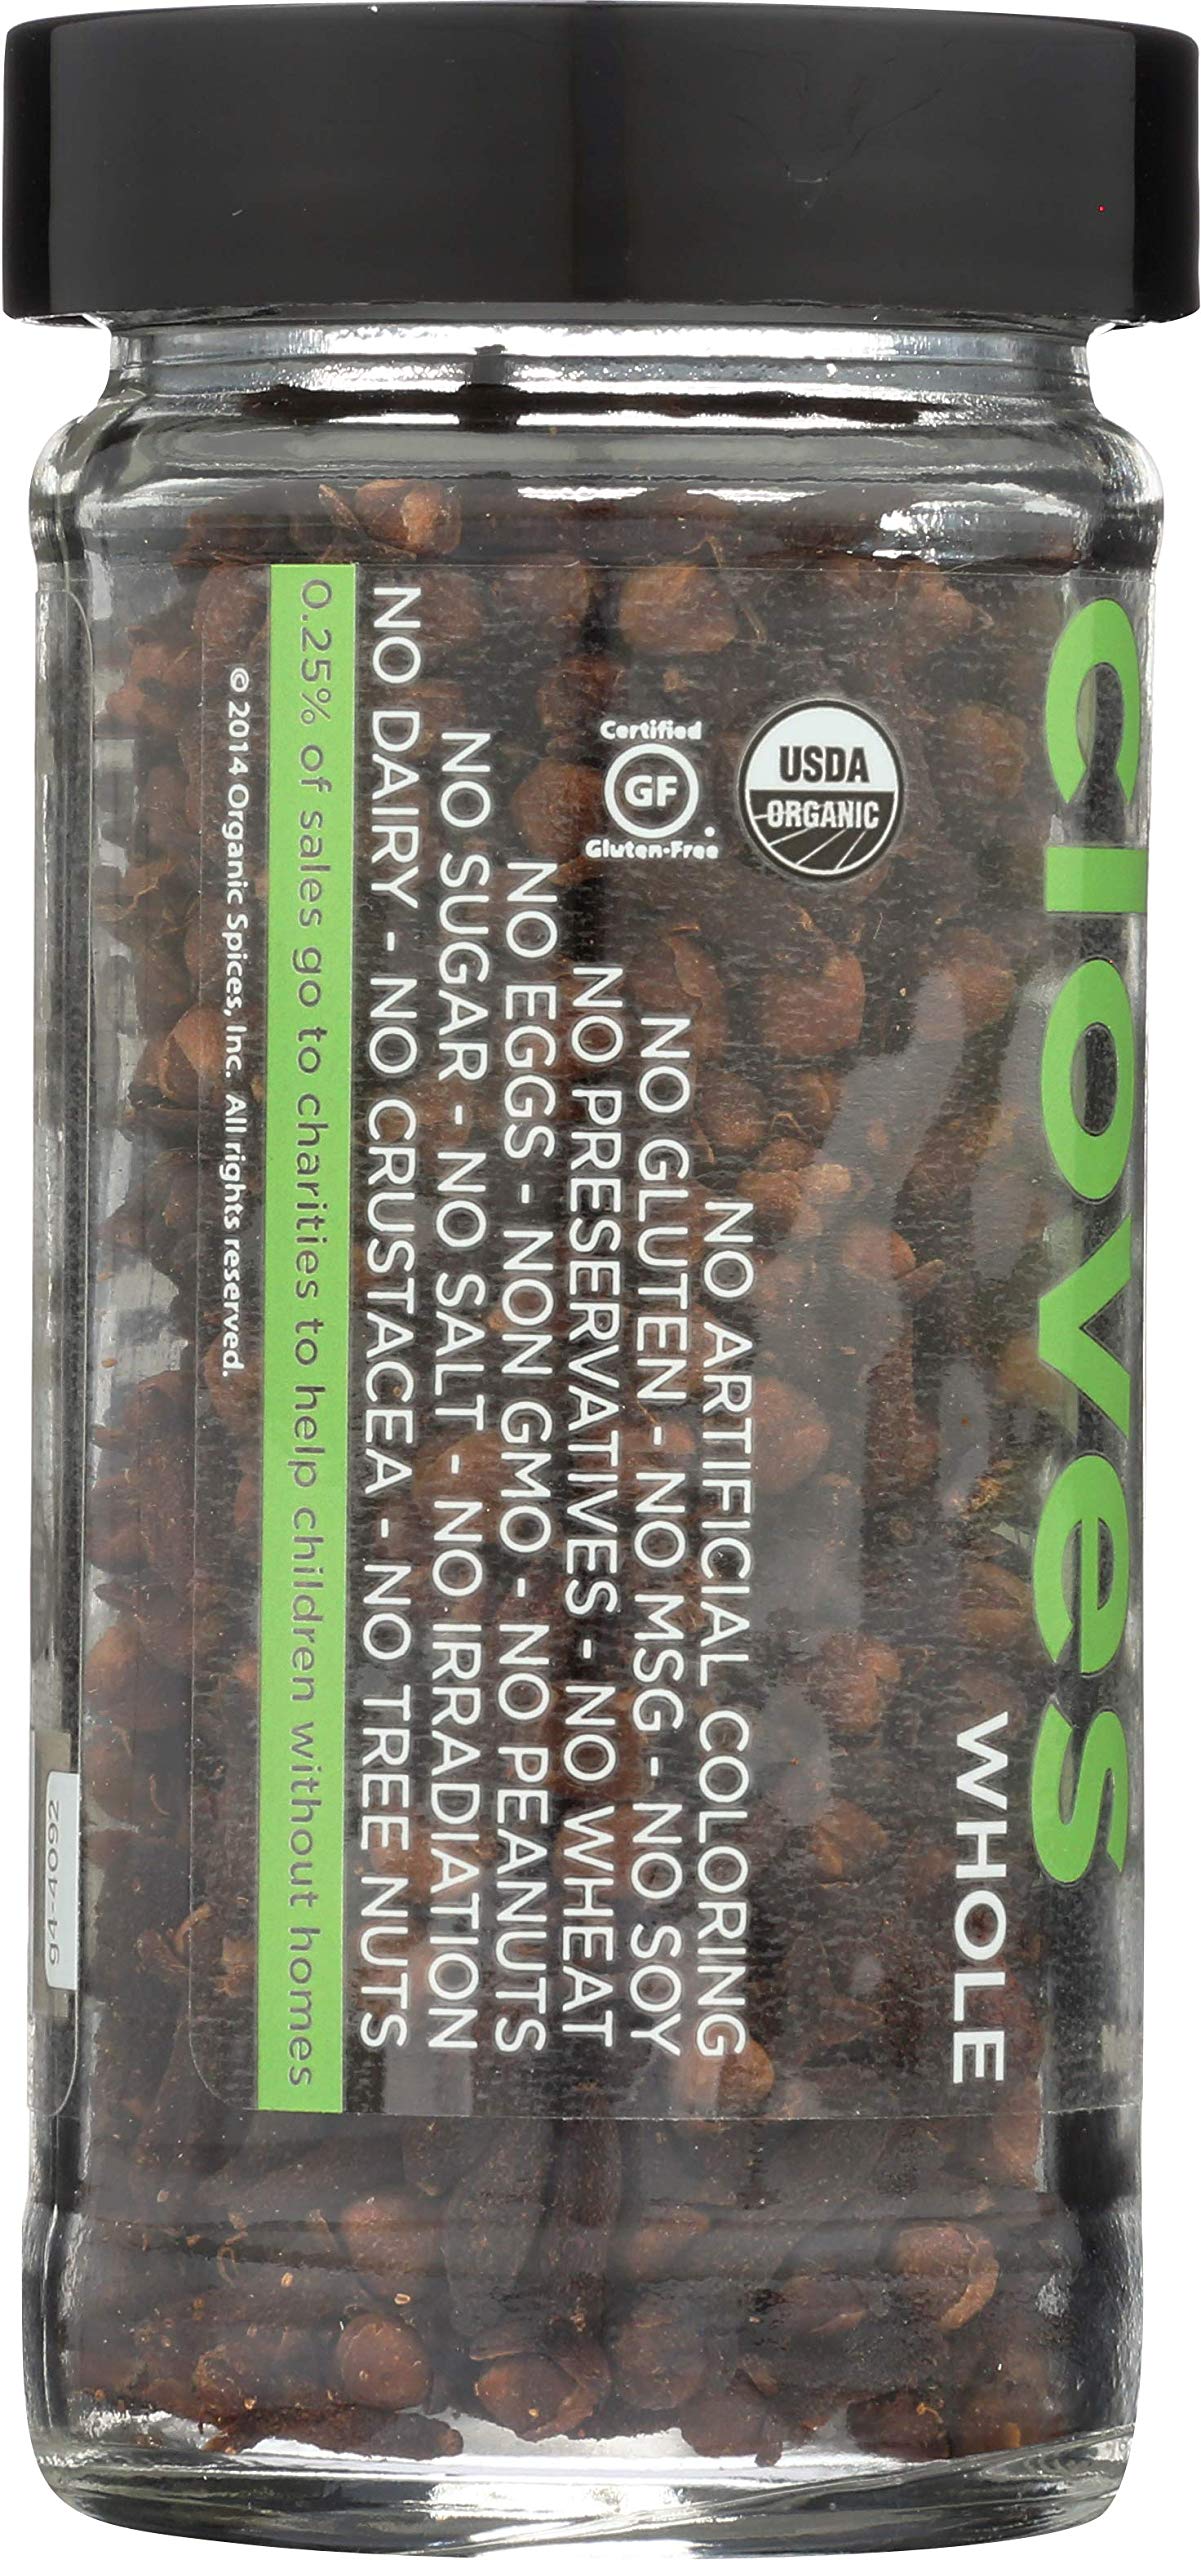 cloves
WHOLE
USDA
ORGANIC
Certified
GF
Gluten-Free
NO ARTIFICIAL COLORING
NO GLUTEN - NO MSG - NO SOY
NO PRESERVATIVES - NO WHEAT
NO EGGS - NON GMO - NO PEANUTS
NO SUGAR - NO SALT - NO IRRADIATION
NO DAIRY - NO CRUSTACEA - NO TREE NUTS
0.25% of sales go to charities to help children without homes
© 2014 Organic Spices, Inc. All rights reserved.
94-4092